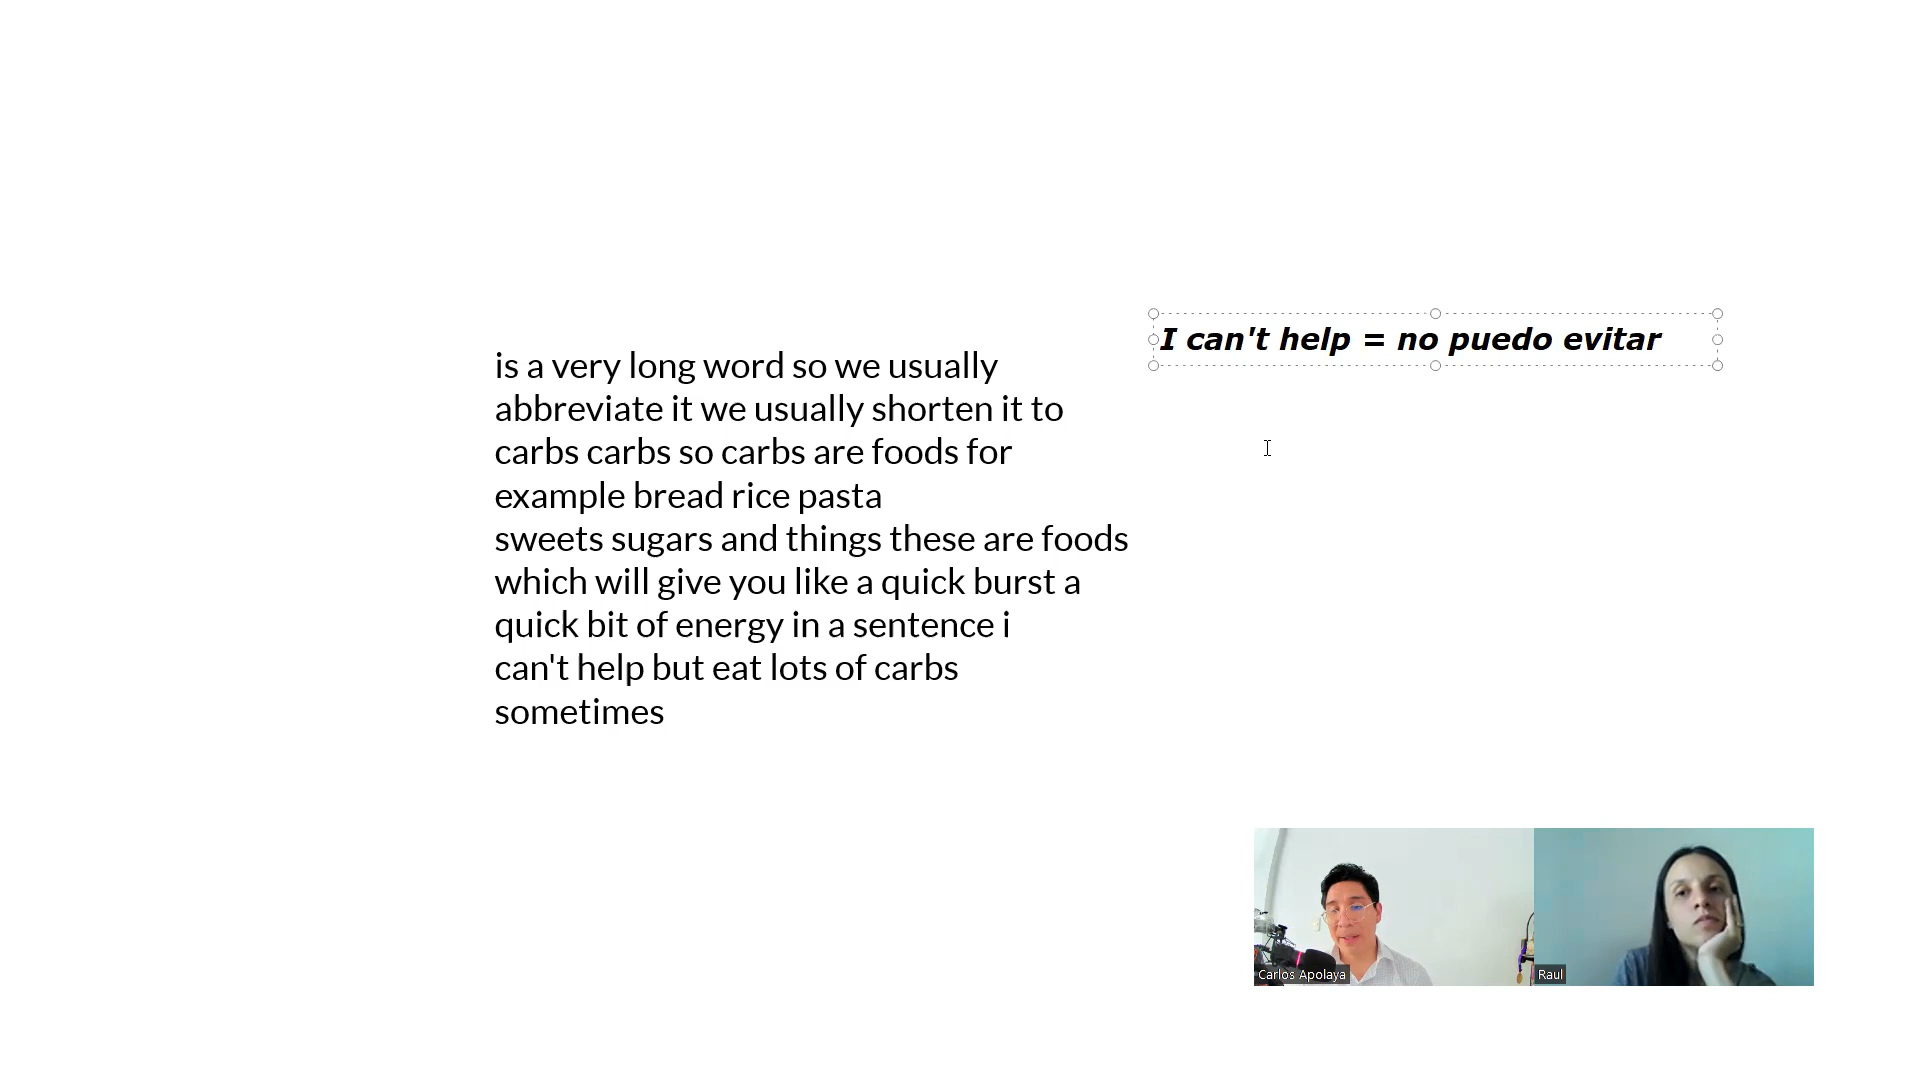 I can't help = no puedo evitar
is a very long word so we usually
abbreviate it we usually shorten it to
carbs carbs so carbs are foods for
example bread rice pasta
sweets sugars and things these are foods
which will give you like a quick burst a
quick bit of energy in a sentence i
can't help but eat lots of carbs
sometimes
Carlos Apolaya
Raul